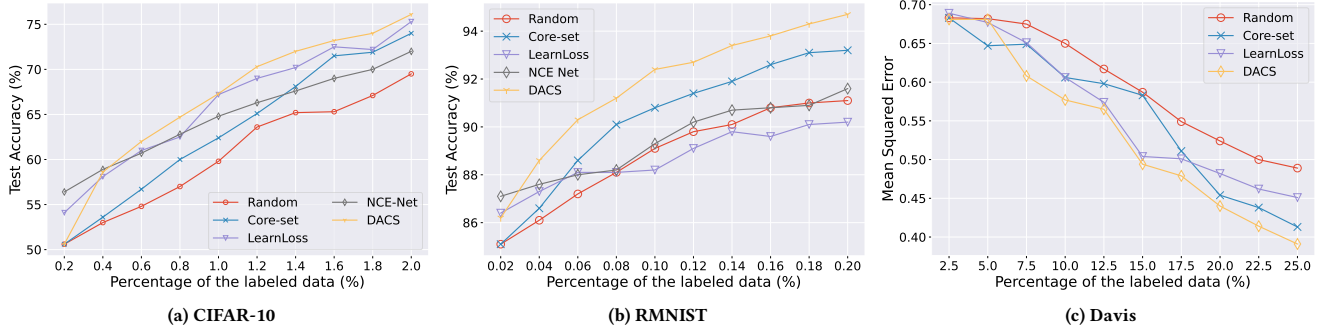 75
70
65
60
55
50
Test Accuracy (%)
Random
Core-set
LearnLoss
NCE-Net
DACS
0.2 0.4 0.6 0.8 1.0 1.2 1.4 1.6 1.8 2.0
Percentage of the labeled data (%)
(a) CIFAR-10
94
92
90
88
86
Test Accuracy (%)
Random
Core-set
LearnLoss
NCE Net
DACS
0.02 0.04 0.06 0.08 0.10 0.12 0.14 0.16 0.18 0.20
Percentage of the labeled data (%)
(b) RMNIST
0.70
0.65
0.60
0.55
0.50
0.45
0.40
Mean Squared Error
Random
Core-set
LearnLoss
DACS
2.5 5.0 7.5 10.0 12.5 15.0 17.5 20.0 22.5 25.0
Percentage of the labeled data (%)
(c) Davis